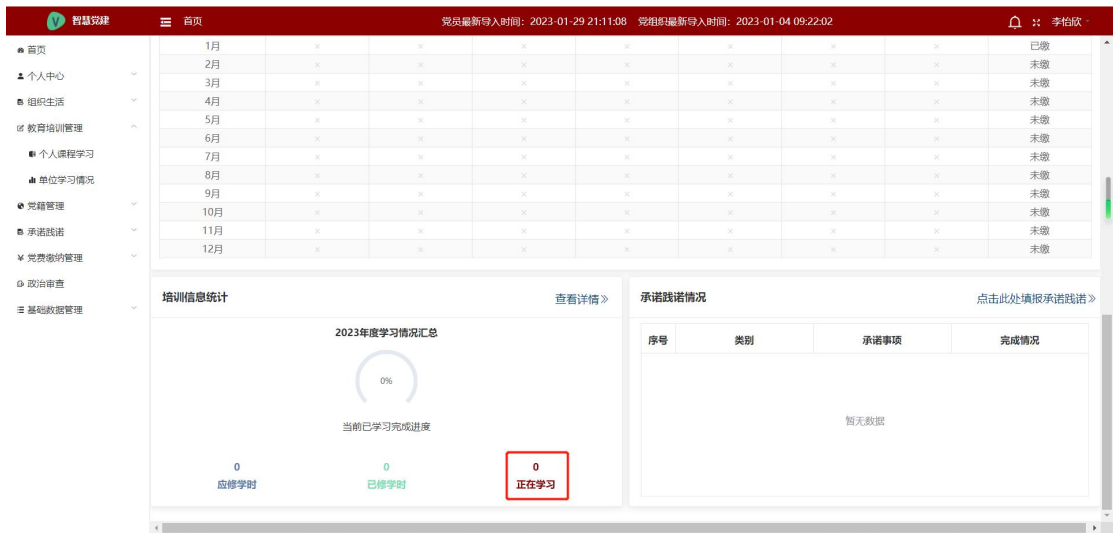 V 智慧党建 首页 党员最新导入时间：2023-01-29 21:11:08 党组织最新导入时间：2023-01-04 09:22:02 李怡欣
首页
个人中心
组织生活
教育培训管理
个人课程学习
单位学习情况
党籍管理
承诺践诺
¥ 党费缴纳管理
政治审查
基础数据管理
1月 × × × × × × × 已缴
2月 × × × × × × × 未缴
3月 × × × × × × × 未缴
4月 × × × × × × × 未缴
5月 × × × × × × × 未缴
6月 × × × × × × × 未缴
7月 × × × × × × × 未缴
8月 × × × × × × × 未缴
9月 × × × × × × × 未缴
10月 × × × × × × × 未缴
11月 × × × × × × × 未缴
12月 × × × × × × × 未缴
培训信息统计 查看详情》
2023年度学习情况汇总
0%
当前已学习完成进度
0 0 0
应修学时 已修学时 正在学习
承诺践诺情况 点击此处填报承诺践诺》
序号 类别 承诺事项 完成情况
暂无数据